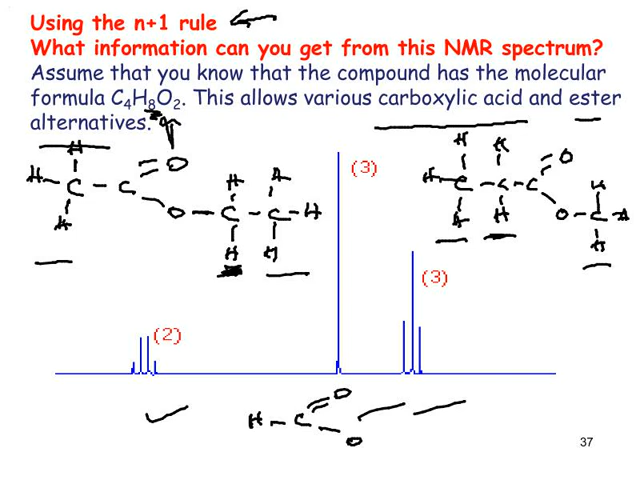 Using the n+1 rule
What information can you get from this NMR spectrum?
Assume that you know that the compound has the molecular
formula C₄H₈O₂. This allows various carboxylic acid and ester
alternatives.
H O
H C C
H O
H H
C C H
H H
H H O
H C C C
H H O
H
C H
H
(3)
(3)
(2)
H C O
O
37